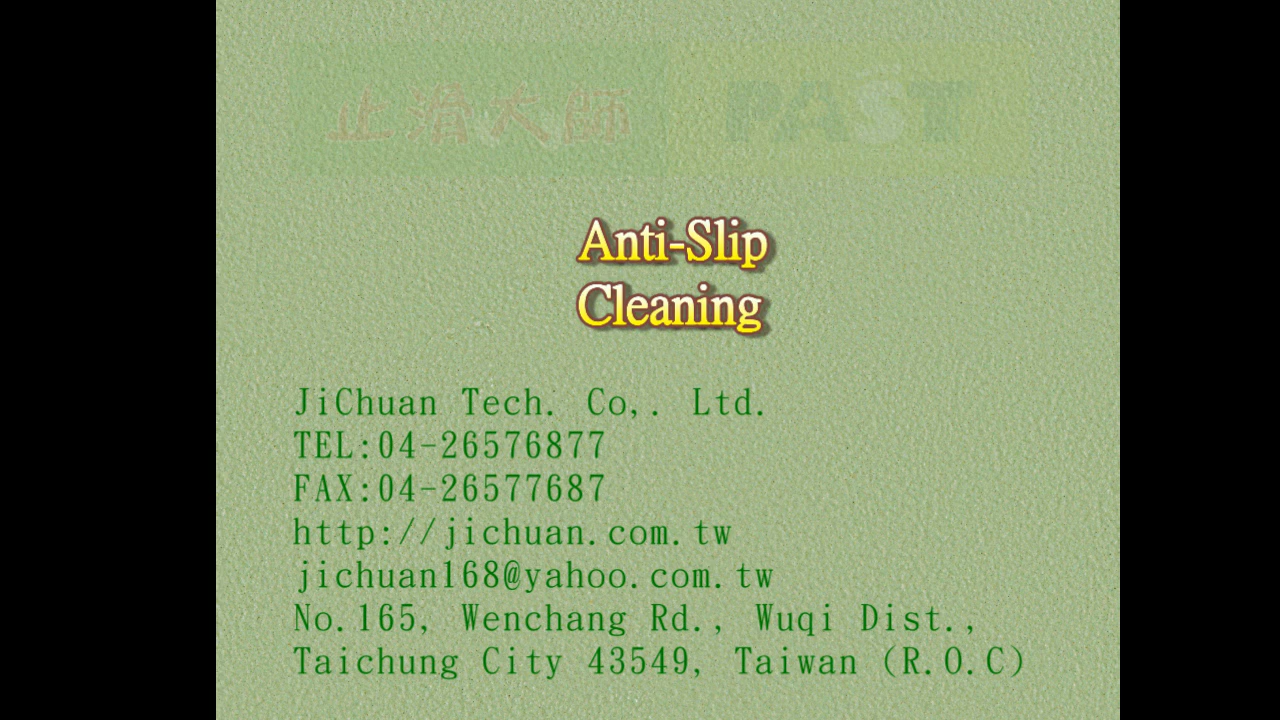 止滑大師 PAST
Anti-Slip
Cleaning
JiChuan Tech. Co,. Ltd.
TEL:04-26576877
FAX:04-26577687
http://jichuan.com.tw
jichuan168@yahoo.com.tw
No.165, Wenchang Rd., Wuqi Dist.,
Taichung City 43549, Taiwan (R.O.C)